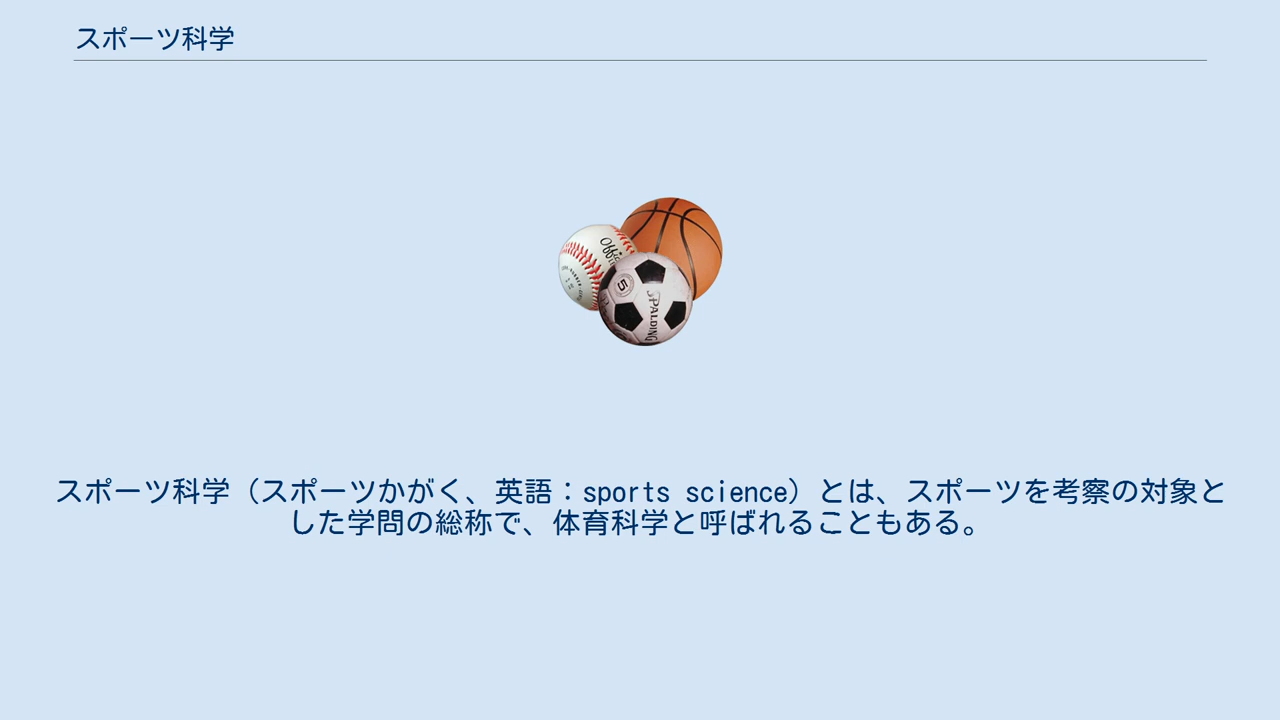 スポーツ科学
Offici
5
SPALDING
スポーツ科学（スポーツかがく、英語：sports science）とは、スポーツを考察の対象と
した学問の総称で、体育科学と呼ばれることもある。